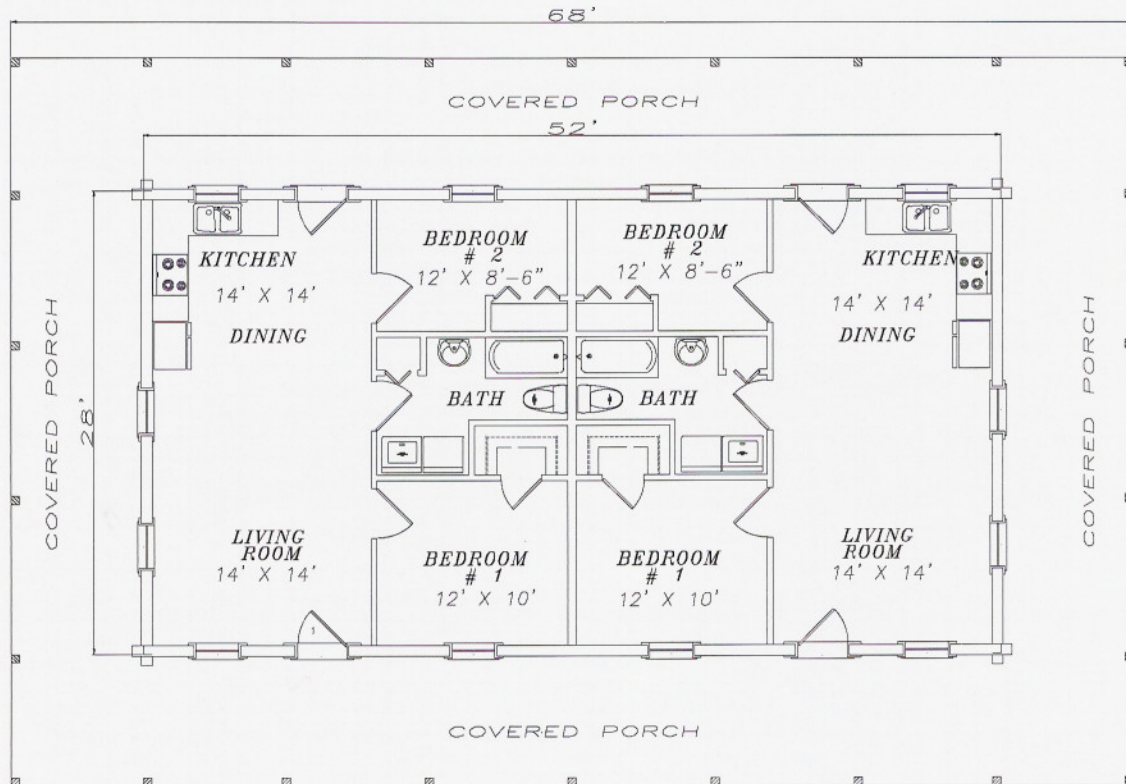 68'
COVERED PORCH
52'
BEDROOM
# 2
12' X 8'-6"
BEDROOM
# 2
12' X 8'-6"
KITCHEN
14' X 14'
DINING
KITCHEN
14' X 14'
DINING
COVERED PORCH
28'
COVERED PORCH
BATH
BATH
LIVING
ROOM
14' X 14'
1
BEDROOM
# 1
12' X 10'
BEDROOM
# 1
12' X 10'
LIVING
ROOM
14' X 14'
COVERED PORCH